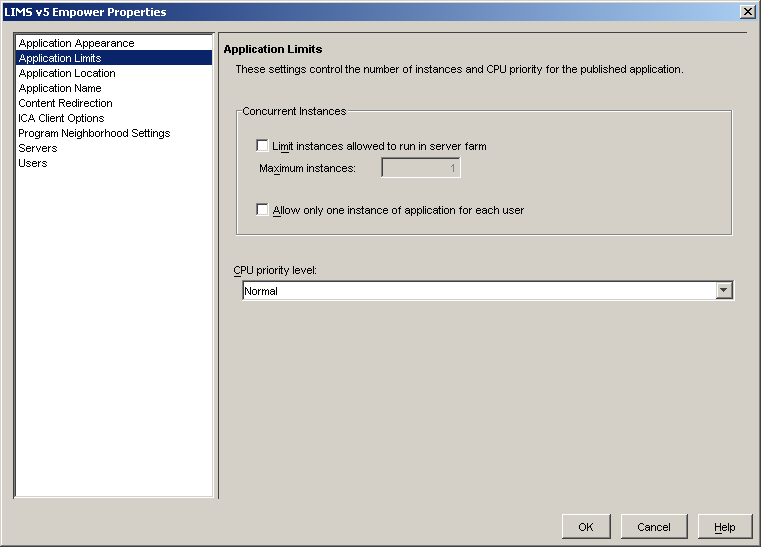 LIMS v5 Empower Properties
Application Appearance
Application Limits
Application Location
Application Name
Content Redirection
ICA Client Options
Program Neighborhood Settings
Servers
Users
Application Limits
These settings control the number of instances and CPU priority for the published application.
Concurrent Instances
Limit instances allowed to run in server farm
Maximum instances: 1
Allow only one instance of application for each user
CPU priority level:
Normal
OK Cancel Help